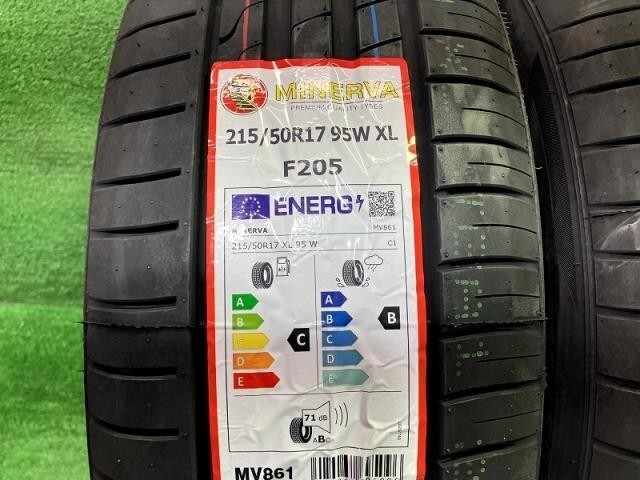 MINERVA
PREMIUM QUALITY TYRES
215/50R17 95W XL
F205
ENERG
MINERVA MV861
215/50R17 XL 95 W C1
A A
B B B
C C C
D D
E E
71 dB
ABC
MV861